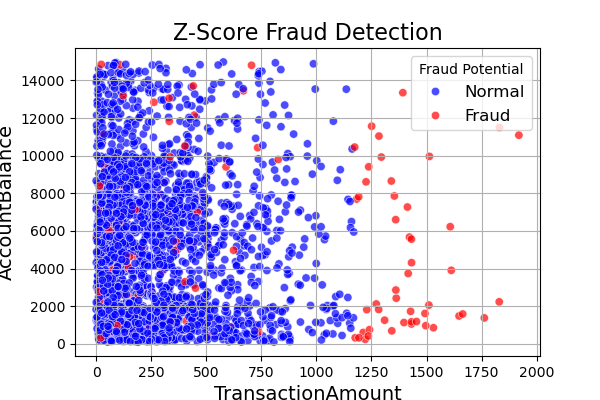 Z-Score Fraud Detection
AccountBalance
14000
12000
10000
8000
6000
4000
2000
0
Fraud Potential
Normal
Fraud
0
250
500
750
1000
1250
1500
1750
2000
TransactionAmount